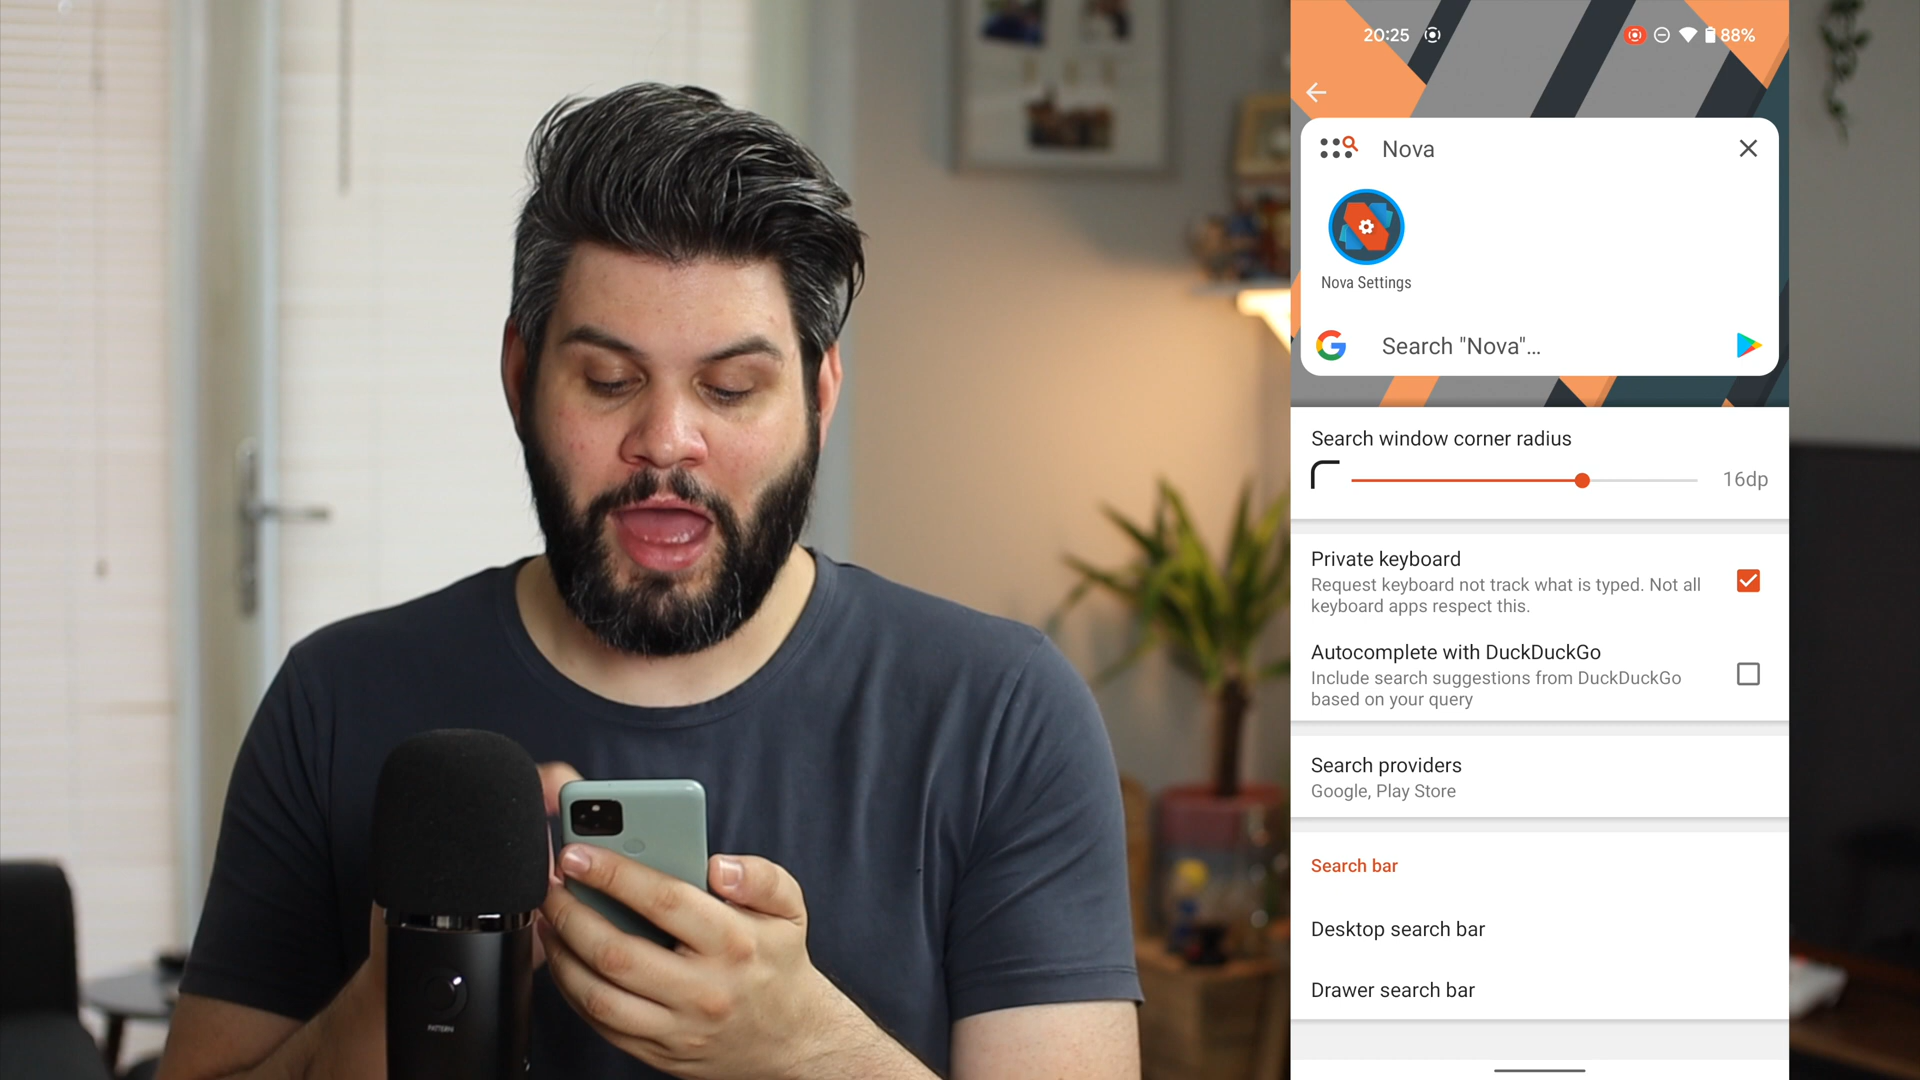 20:25
88%
Nova
Nova Settings
Search "Nova"...
Search window corner radius
16dp
Private keyboard
Request keyboard not track what is typed. Not all
keyboard apps respect this.
Autocomplete with DuckDuckGo
Include search suggestions from DuckDuckGo
based on your query
Search providers
Google, Play Store
Search bar
Desktop search bar
Drawer search bar
PATTERN